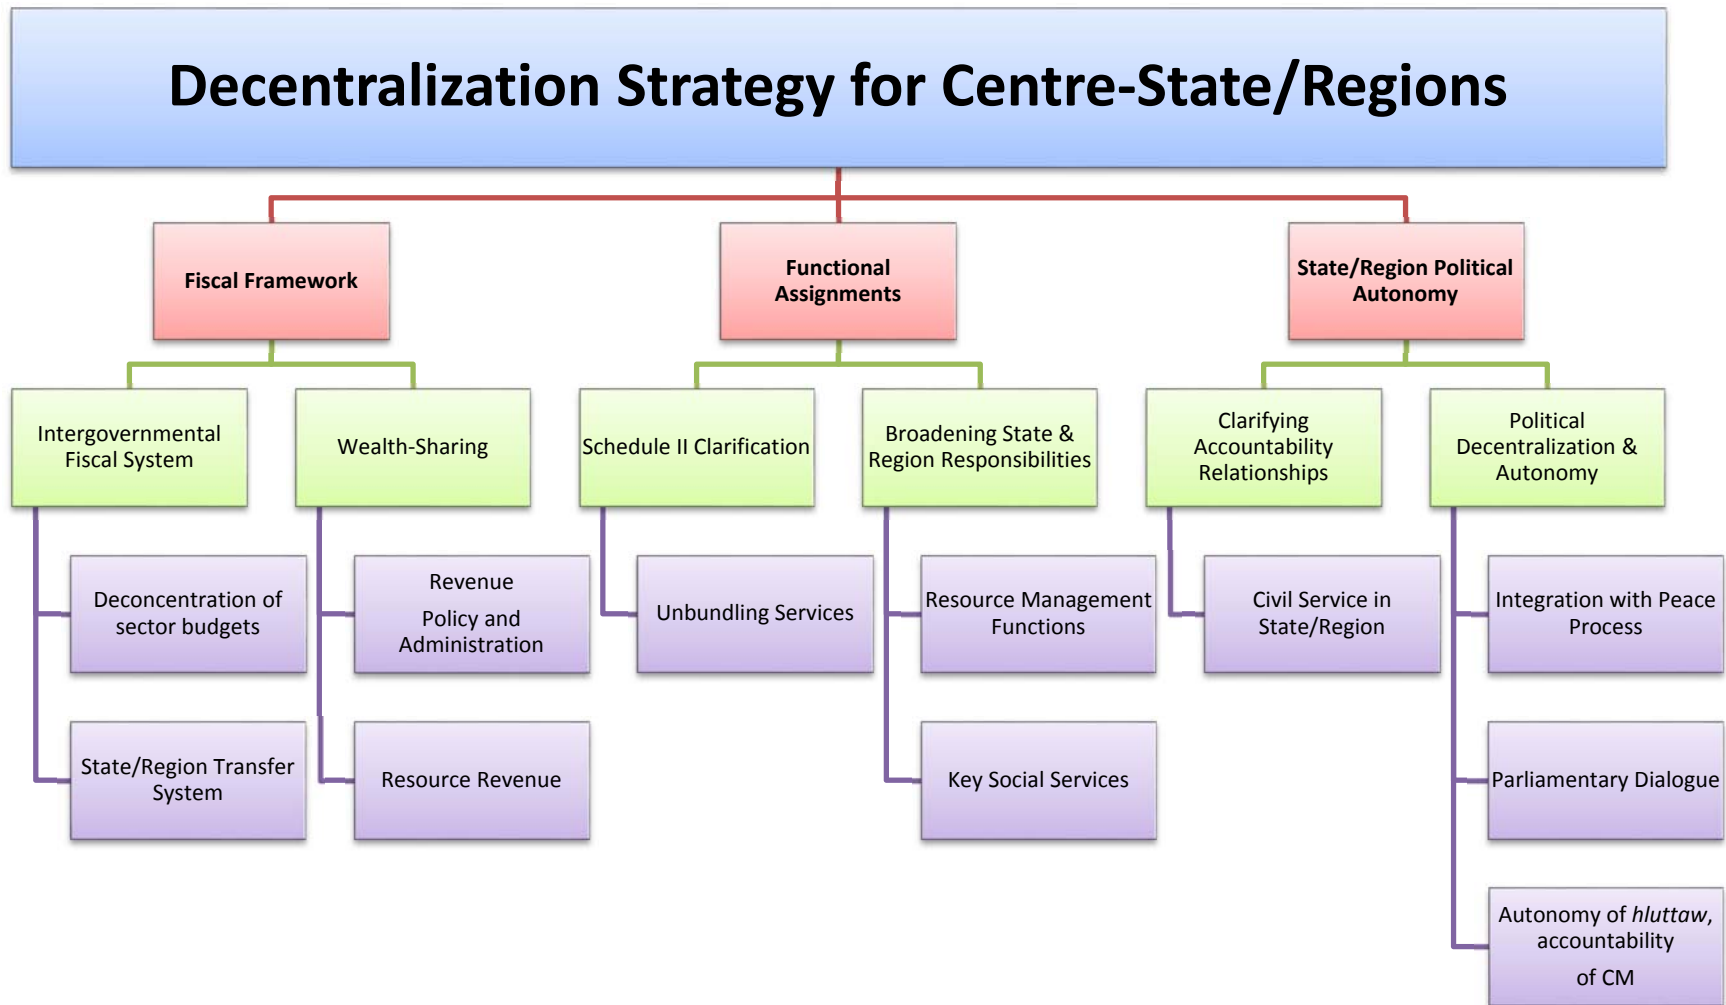 Decentralization Strategy for Centre-State/Regions
Fiscal Framework
Functional
Assignments
State/Region Political
Autonomy
Intergovernmental
Fiscal System
Wealth-Sharing
Schedule II Clarification
Broadening State &
Region Responsibilities
Clarifying
Accountability
Relationships
Political
Decentralization &
Autonomy
Deconcentration of
sector budgets
Revenue
Policy and
Administration
Unbundling Services
Resource Management
Functions
Civil Service in
State/Region
Integration with Peace
Process
State/Region Transfer
System
Resource Revenue
Key Social Services
Parliamentary Dialogue
Autonomy of hluttaw,
accountability
of CM